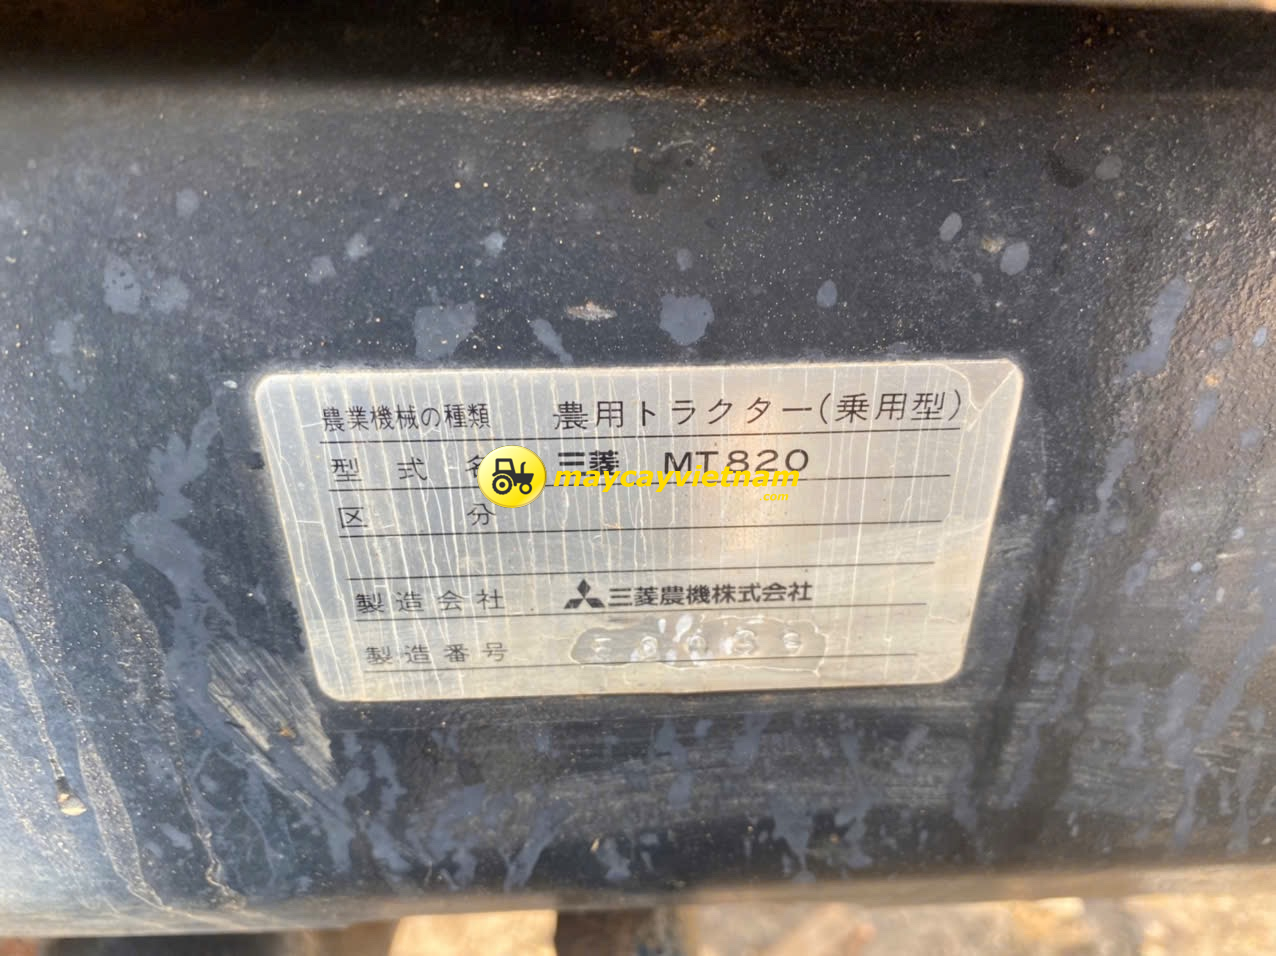 農業機械の種類 農用トラクター(乗用型)
型式名 三菱 MT820
maycayvietnam
.com
区分
製造会社 三菱農機株式会社
製造番号